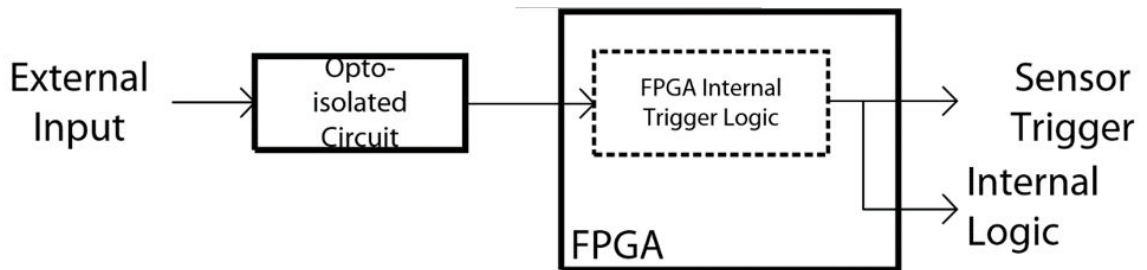 External
Input
Opto-
isolated
Circuit
FPGA Internal
Trigger Logic
Sensor
Trigger
Internal
Logic
FPGA